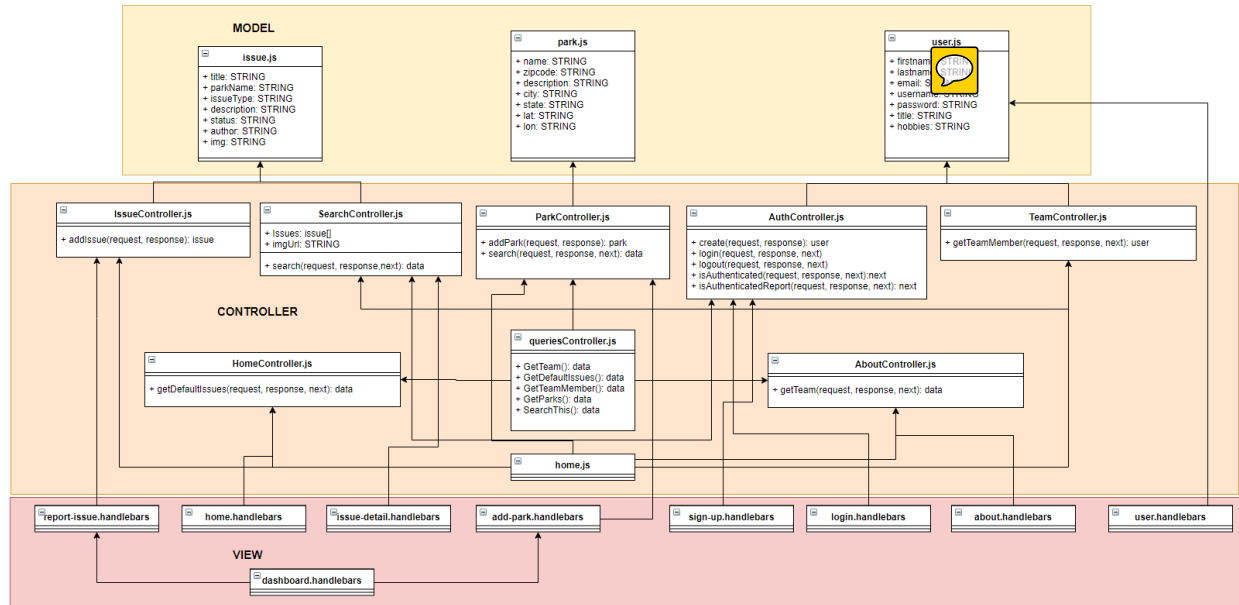 MODEL
issue.js
+ title: STRING
+ parkName: STRING
+ issueType: STRING
+ description: STRING
+ status: STRING
+ author: STRING
+ img: STRING
park.js
+ name: STRING
+ zipcode: STRING
+ description: STRING
+ city: STRING
+ state: STRING
+ lat: STRING
+ lon: STRING
user.js
+ firstname: STRING
+ lastname: STRING
+ email: STRING
+ username: STRING
+ password: STRING
+ title: STRING
+ hobbies: STRING
IssueController.js
+ addIssue(request, response): issue
SearchController.js
+ Issues: issue[]
+ imgUrl: STRING
+ search(request, response,next): data
ParkController.js
+ addPark(request, response): park
+ search(request, response, next): data
AuthController.js
+ create(request, response): user
+ login(request, response, next)
+ logout(request, response, next)
+ isAuthenticated(request, response, next):next
+ isAuthenticatedReport(request, response, next): next
TeamController.js
+ getTeamMember(request, response, next): user
CONTROLLER
HomeController.js
+ getDefaultIssues(request, response, next): data
queriesController.js
+ GetTeam(): data
+ GetDefaultIssues(): data
+ GetTeamMember(): data
+ GetParks(): data
+ SearchThis(): data
AboutController.js
+ getTeam(request, response, next): data
home.js
report-issue.handlebars
home.handlebars
issue-detail.handlebars
add-park.handlebars
sign-up.handlebars
login.handlebars
about.handlebars
user.handlebars
VIEW
dashboard.handlebars